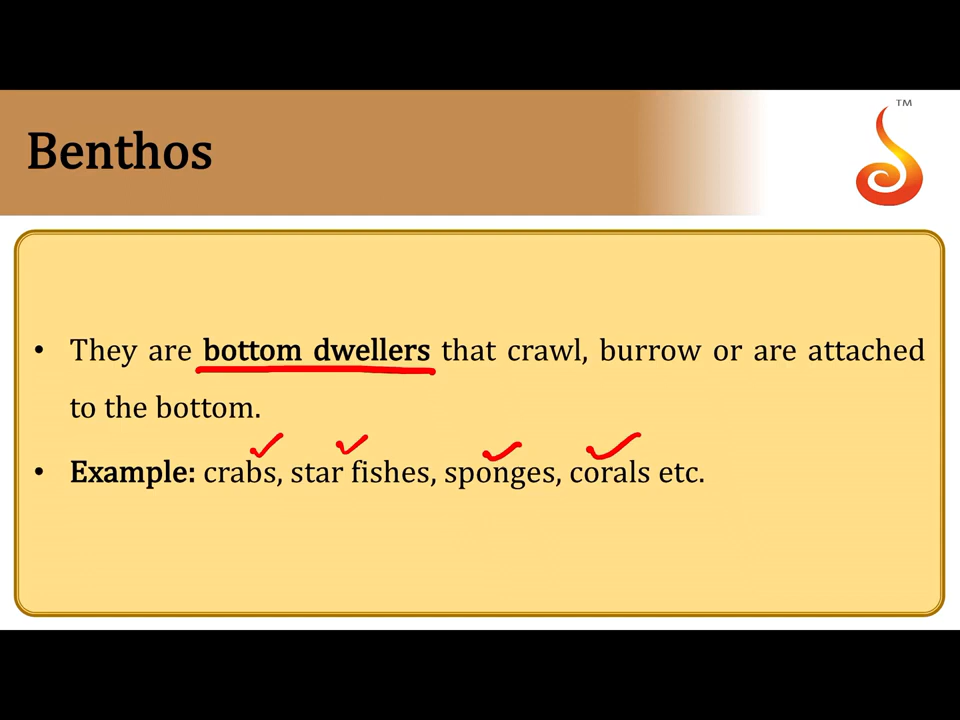 TM
Benthos
• They are bottom dwellers that crawl, burrow or are attached
to the bottom.
• Example: crabs, star fishes, sponges, corals etc.